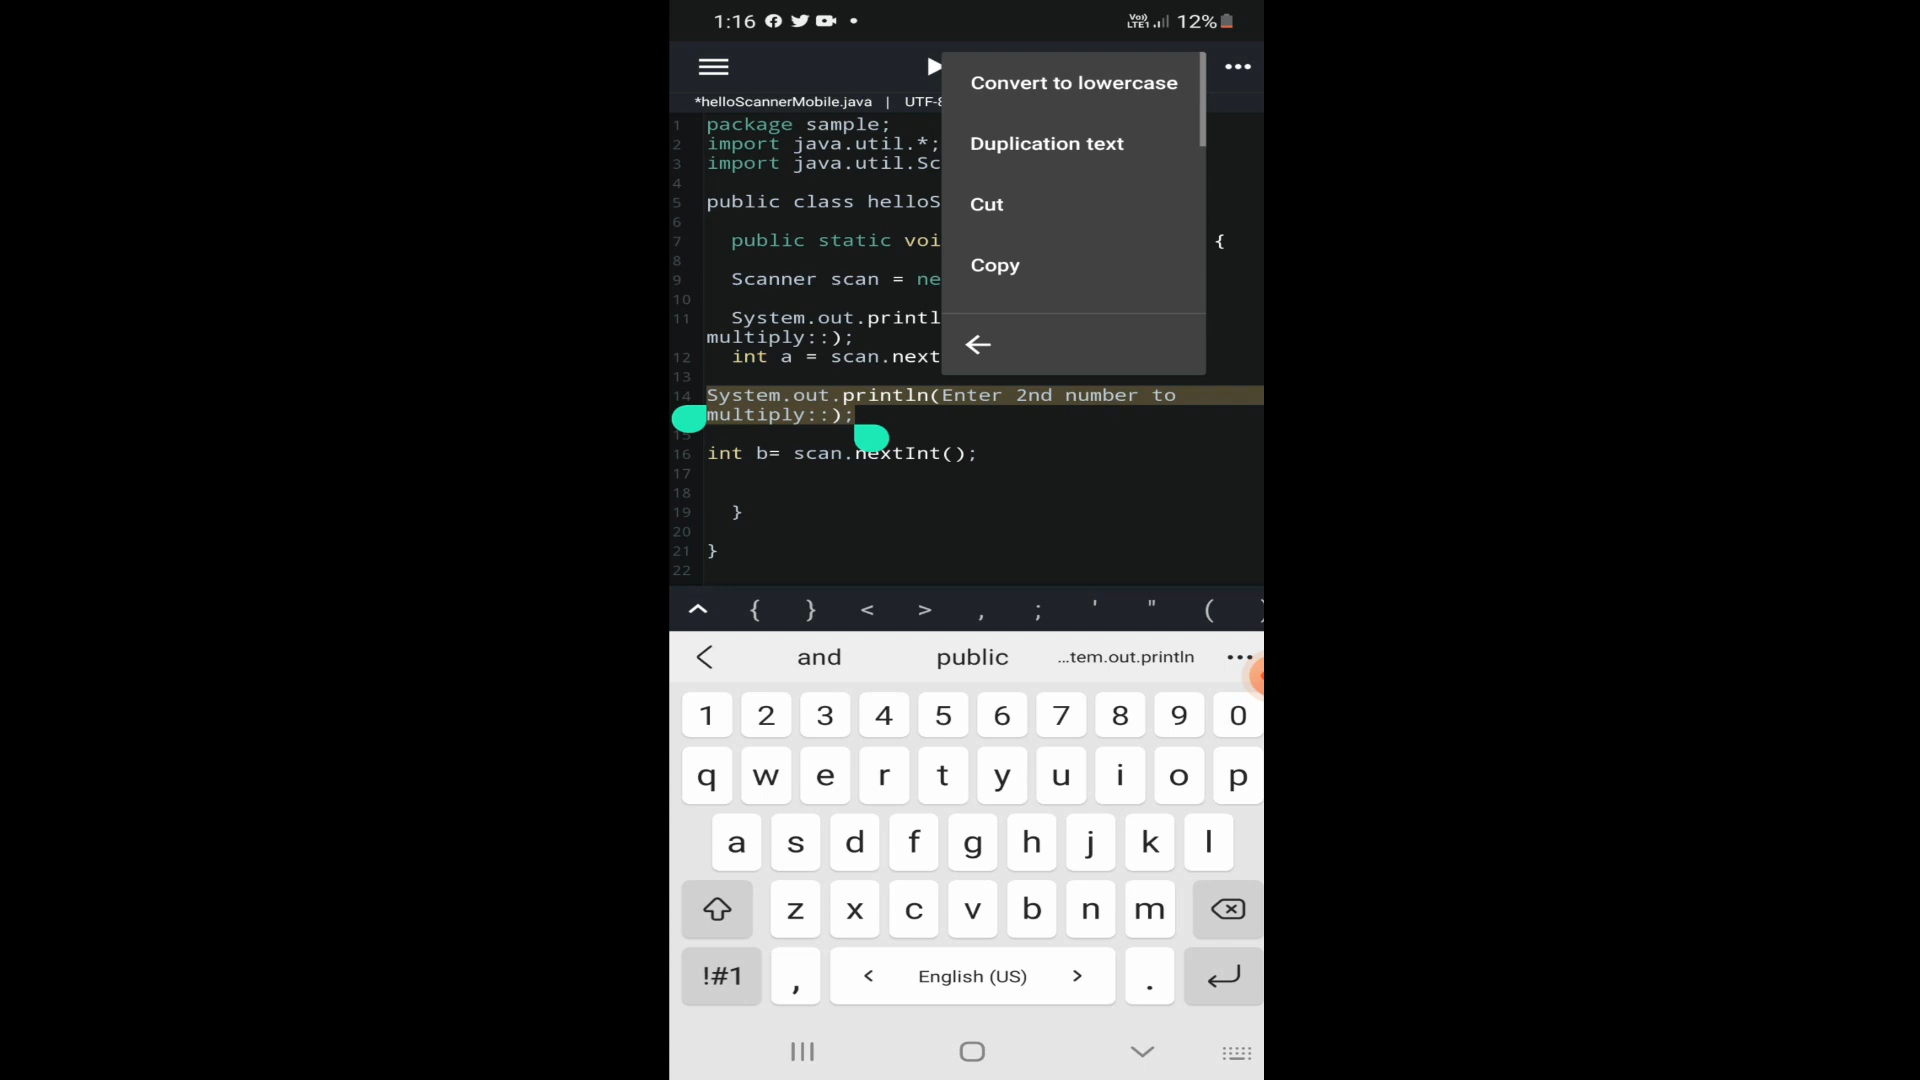 1:16
Vo) LTE1 12%
*helloScannerMobile.java | UTF-8
Convert to lowercase
Duplication text
Cut
Copy
1 package sample;
2 import java.util.*;
3 import java.util.Sc
4
5 public class helloS
6
7 public static voi {
8
9 Scanner scan = ne
10
11 System.out.printl
multiply::);
12 int a = scan.next
13
14 System.out.println(Enter 2nd number to
multiply::);
15
16 int b= scan.nextInt();
17
18
19 }
20
21 }
22
{ } < > , ; ' " ( )
and public ...tem.out.println
1 2 3 4 5 6 7 8 9 0
q w e r t y u i o p
a s d f g h j k l
z x c v b n m
!#1 , < English (US) > .